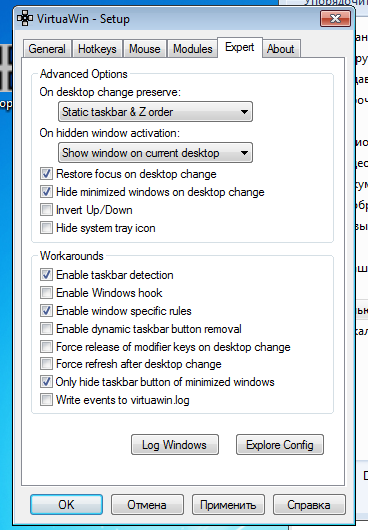 Упорядочит
VirtuaWin - Setup
General Hotkeys Mouse Modules Expert About
Advanced Options
On desktop change preserve:
Static taskbar & Z order
On hidden window activation:
Show window on current desktop
Restore focus on desktop change
Hide minimized windows on desktop change
Invert Up/Down
Hide system tray icon
Workarounds
Enable taskbar detection
Enable Windows hook
Enable window specific rules
Enable dynamic taskbar button removal
Force release of modifier keys on desktop change
Force refresh after desktop change
Only hide taskbar button of minimized windows
Write events to virtuawin.log
Log Windows Explore Config
OK Отмена Применить Справка